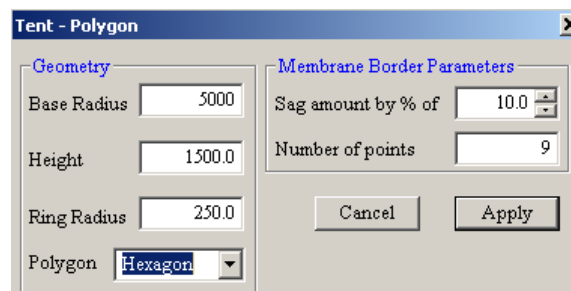 Tent - Polygon
Geometry
Base Radius 5000
Height 1500.0
Ring Radius 250.0
Polygon Hexagon
Membrane Border Parameters
Sag amount by % of 10.0
Number of points 9
Cancel Apply